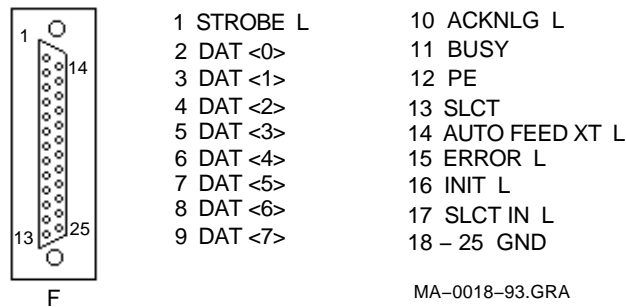 1
14
13
25
F
1 STROBE L
2 DAT <0>
3 DAT <1>
4 DAT <2>
5 DAT <3>
6 DAT <4>
7 DAT <5>
8 DAT <6>
9 DAT <7>
10 ACKNLG L
11 BUSY
12 PE
13 SLCT
14 AUTO FEED XT L
15 ERROR L
16 INIT L
17 SLCT IN L
18 – 25 GND
MA–0018–93.GRA